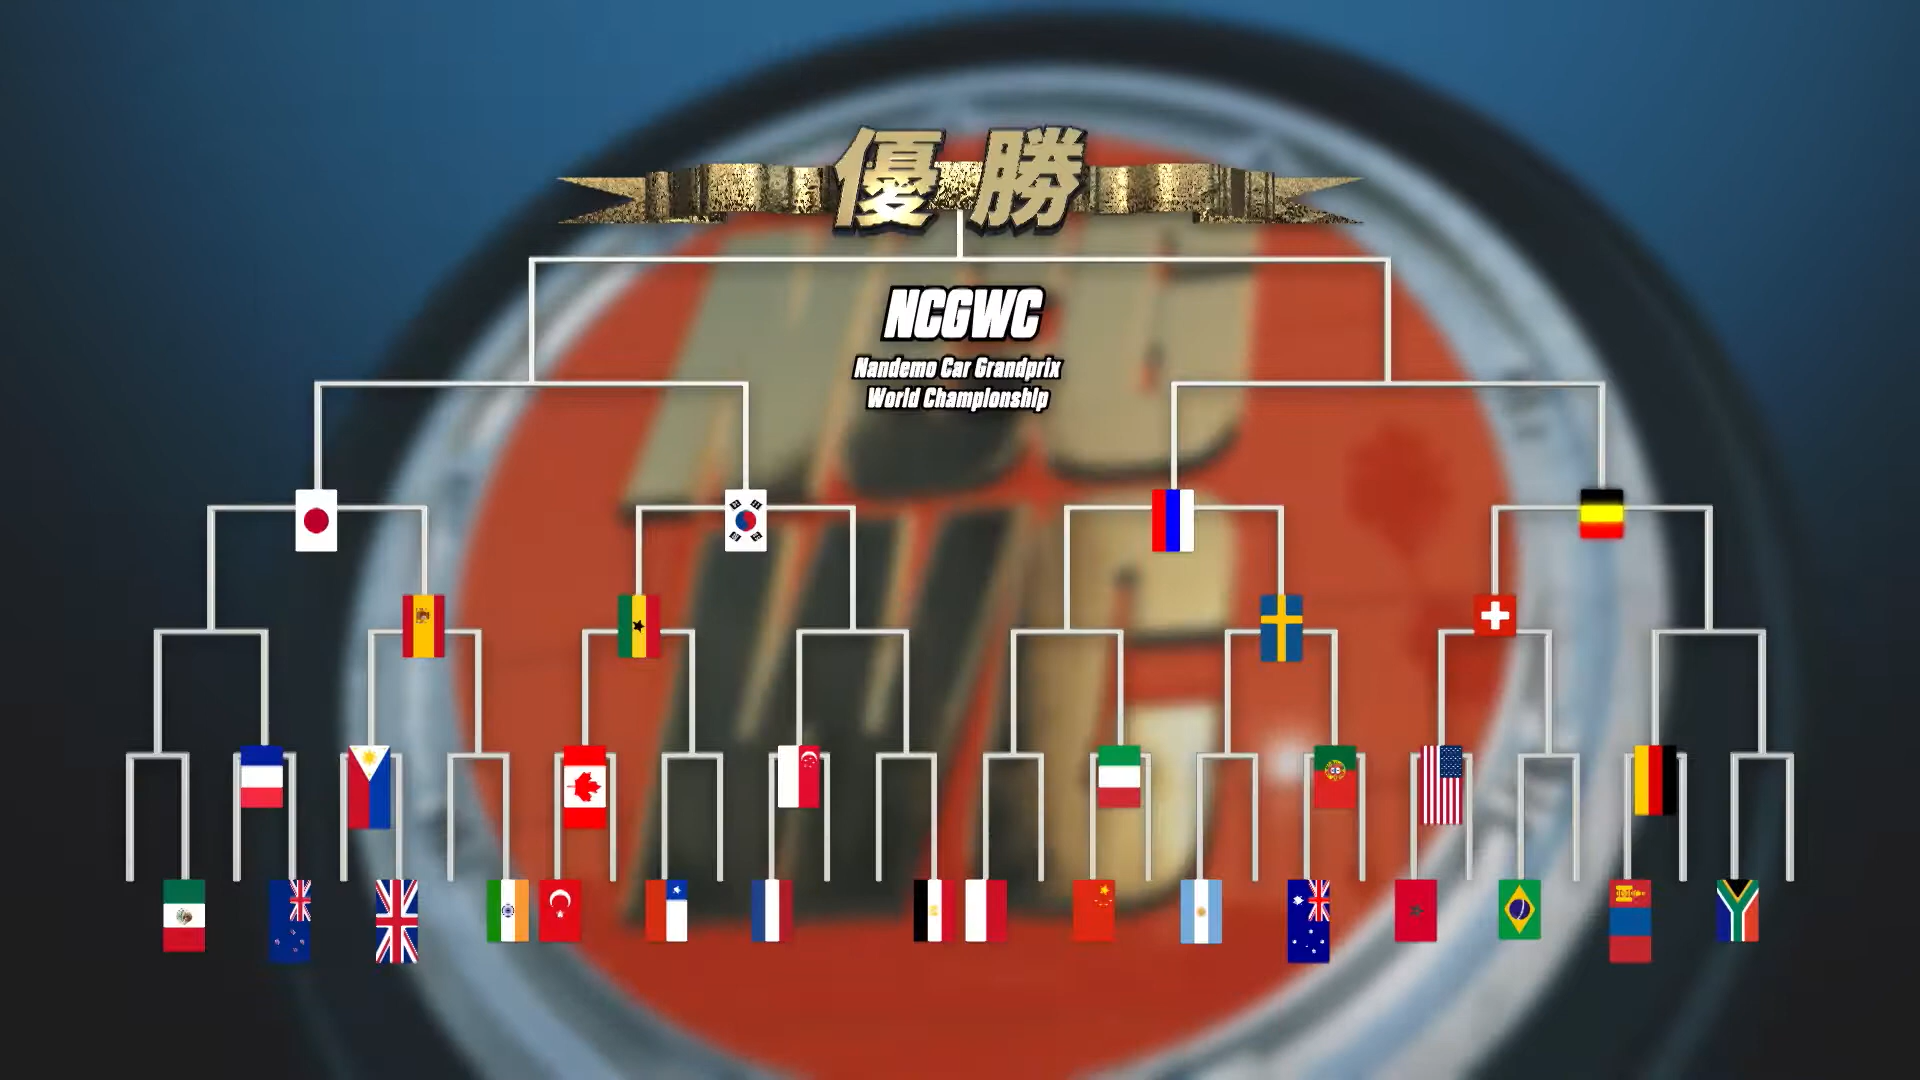 優勝
NCGWC
Nandemo Car Grandprix
World Championship